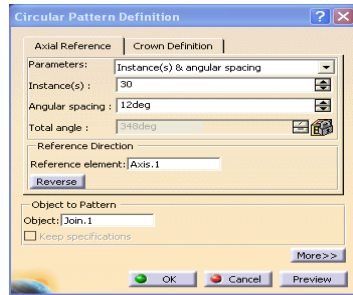 Circular Pattern Definition
Axial Reference Crown Definition
Parameters: Instance(s) & angular spacing
Instance(s) : 30
Angular spacing : 12deg
Total angle : 348deg
Reference Direction
Reference element: Axis.1
Reverse
Object to Pattern
Object: Join.1
Keep specifications
More>>
OK Cancel Preview